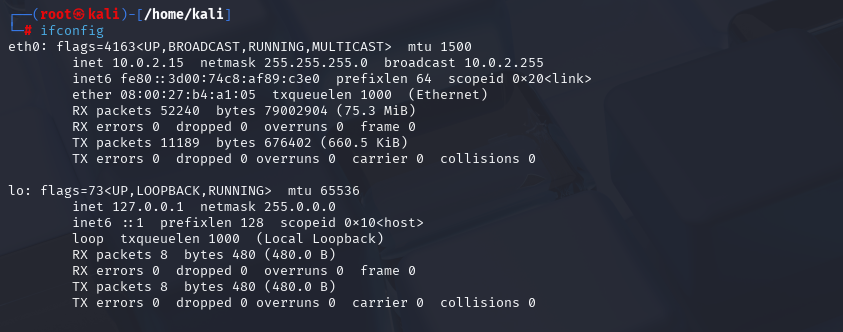 ┌──(root㉿kali)-[/home/kali]
└─# ifconfig
eth0: flags=4163<UP,BROADCAST,RUNNING,MULTICAST>  mtu 1500
        inet 10.0.2.15  netmask 255.255.255.0  broadcast 10.0.2.255
        inet6 fe80::3d00:74c8:af89:c3e0  prefixlen 64  scopeid 0x20<link>
        ether 08:00:27:b4:a1:05  txqueuelen 1000  (Ethernet)
        RX packets 52240  bytes 79002904 (75.3 MiB)
        RX errors 0  dropped 0  overruns 0  frame 0
        TX packets 11189  bytes 676402 (660.5 KiB)
        TX errors 0  dropped 0 overruns 0  carrier 0  collisions 0

lo: flags=73<UP,LOOPBACK,RUNNING>  mtu 65536
        inet 127.0.0.1  netmask 255.0.0.0
        inet6 ::1  prefixlen 128  scopeid 0x10<host>
        loop  txqueuelen 1000  (Local Loopback)
        RX packets 8  bytes 480 (480.0 B)
        RX errors 0  dropped 0  overruns 0  frame 0
        TX packets 8  bytes 480 (480.0 B)
        TX errors 0  dropped 0 overruns 0  carrier 0  collisions 0